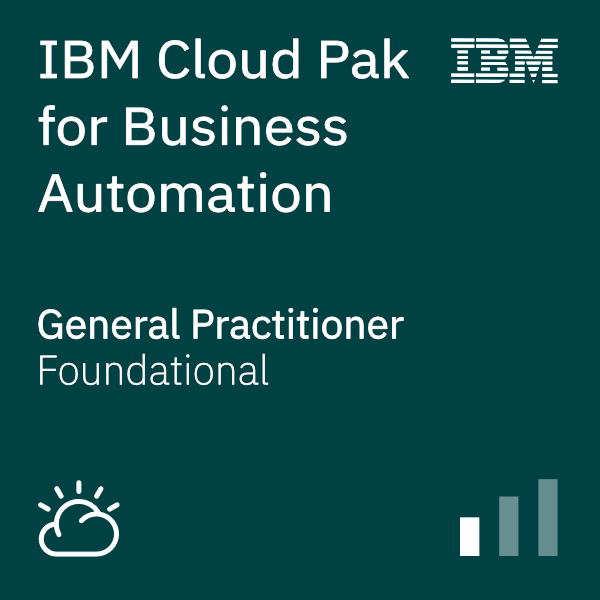 IBM Cloud Pak
for Business
Automation
IBM
General Practitioner
Foundational